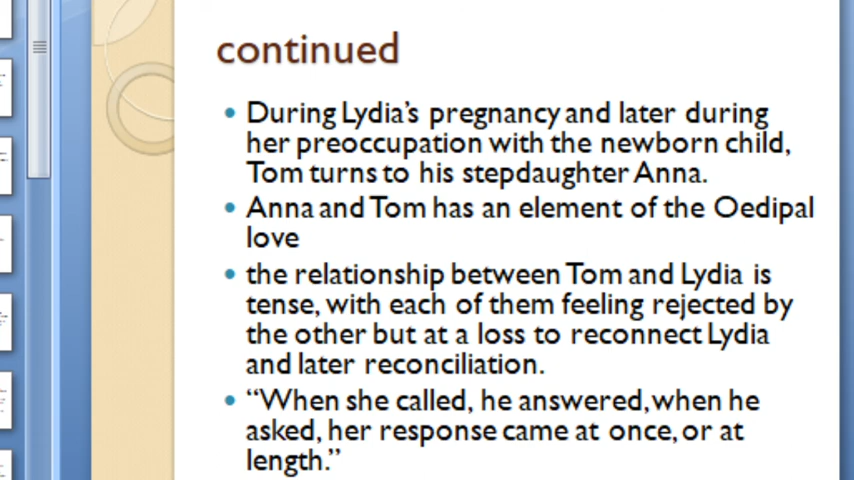 continued
During Lydia’s pregnancy and later during
her preoccupation with the newborn child,
Tom turns to his stepdaughter Anna.
Anna and Tom has an element of the Oedipal
love
the relationship between Tom and Lydia is
tense, with each of them feeling rejected by
the other but at a loss to reconnect Lydia
and later reconciliation.
“When she called, he answered, when he
asked, her response came at once, or at
length.”